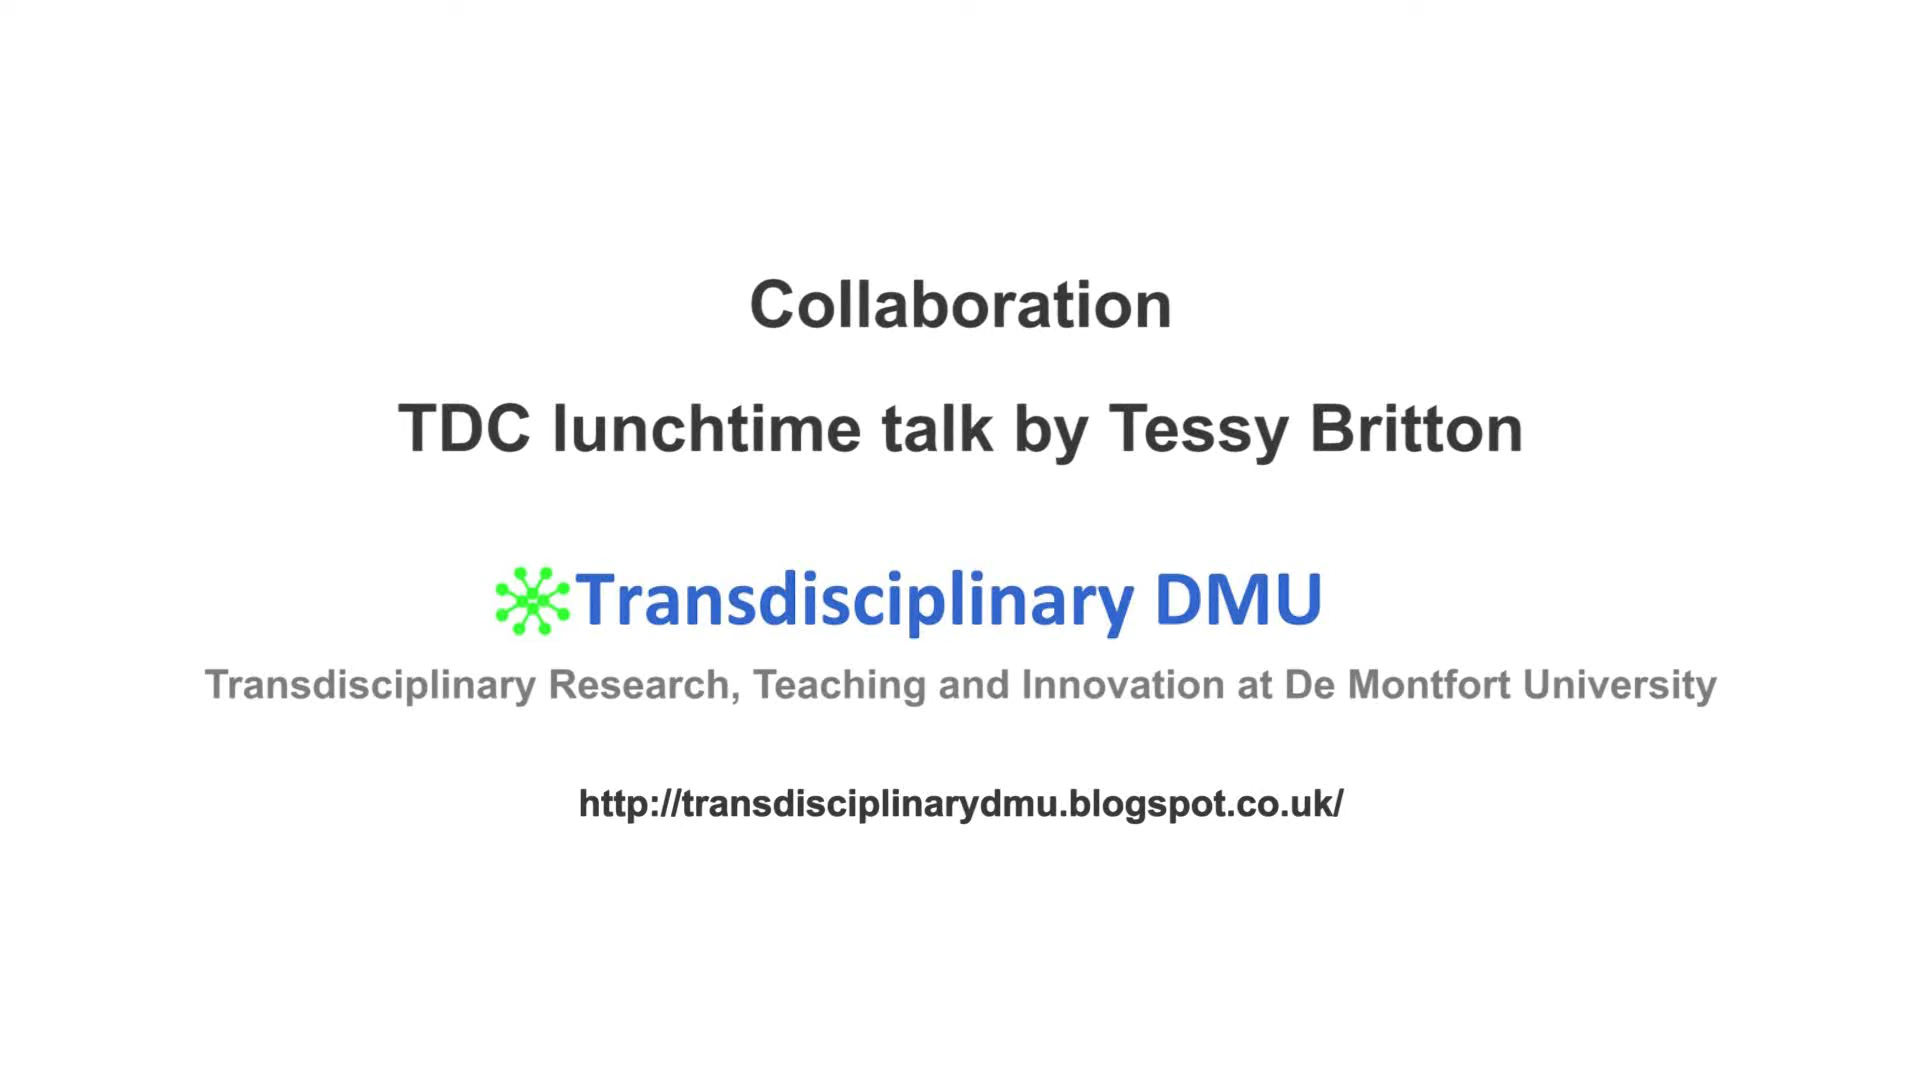 Collaboration
TDC lunchtime talk by Tessy Britton
Transdisciplinary DMU
Transdisciplinary Research, Teaching and Innovation at De Montfort University
http://transdisciplinarydmu.blogspot.co.uk/